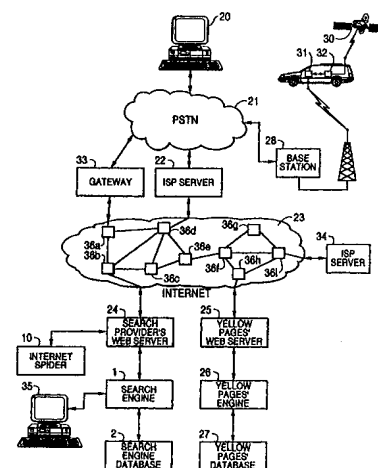 20
30
31
32
21
PSTN
28
BASE
STATION
33
GATEWAY
22
ISP SERVER
23
36a
36b
36c
36d
36e
36f
36g
36h
36i
INTERNET
34
ISP
SERVER
24
SEARCH
PROVIDER'S
WEB SERVER
25
YELLOW
PAGES'
WEB SERVER
10
INTERNET
SPIDER
1
SEARCH
ENGINE
26
YELLOW
PAGES'
ENGINE
35
2
SEARCH
ENGINE
DATABASE
27
YELLOW
PAGES'
DATABASE